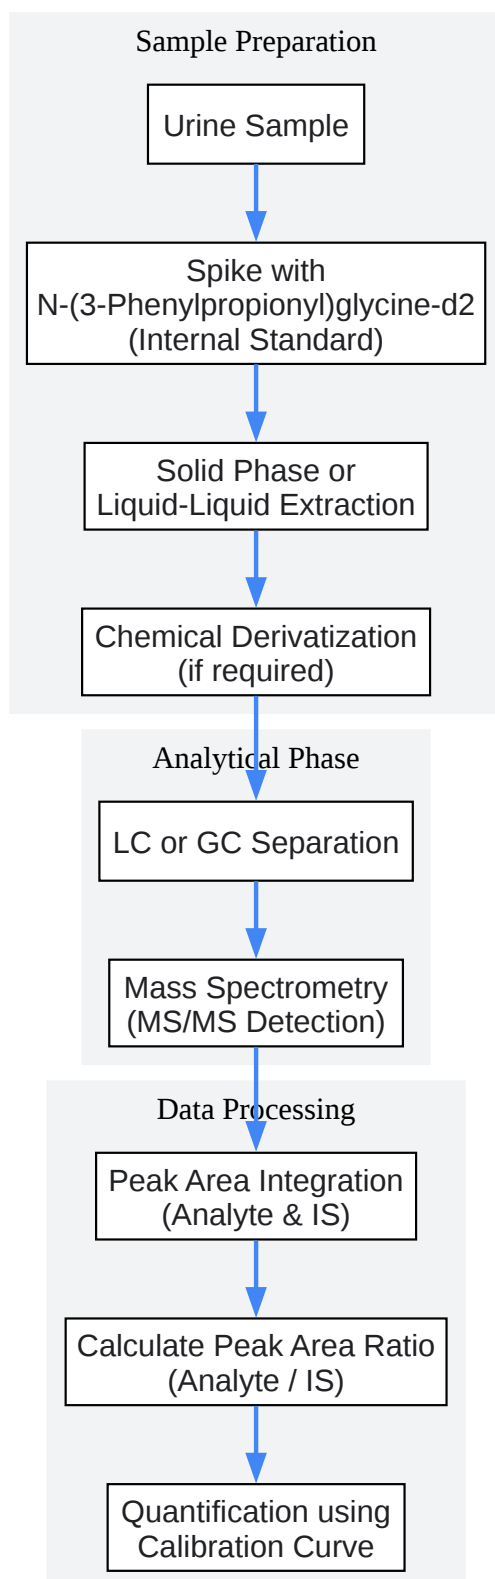 Sample Preparation
Urine Sample
Spike with
N-(3-Phenylpropionyl)glycine-d2
(Internal Standard)
Solid Phase or
Liquid-Liquid Extraction
Chemical Derivatization
(if required)
Analytical Phase
LC or GC Separation
Mass Spectrometry
(MS/MS Detection)
Data Processing
Peak Area Integration
(Analyte & IS)
Calculate Peak Area Ratio
(Analyte / IS)
Quantification using
Calibration Curve